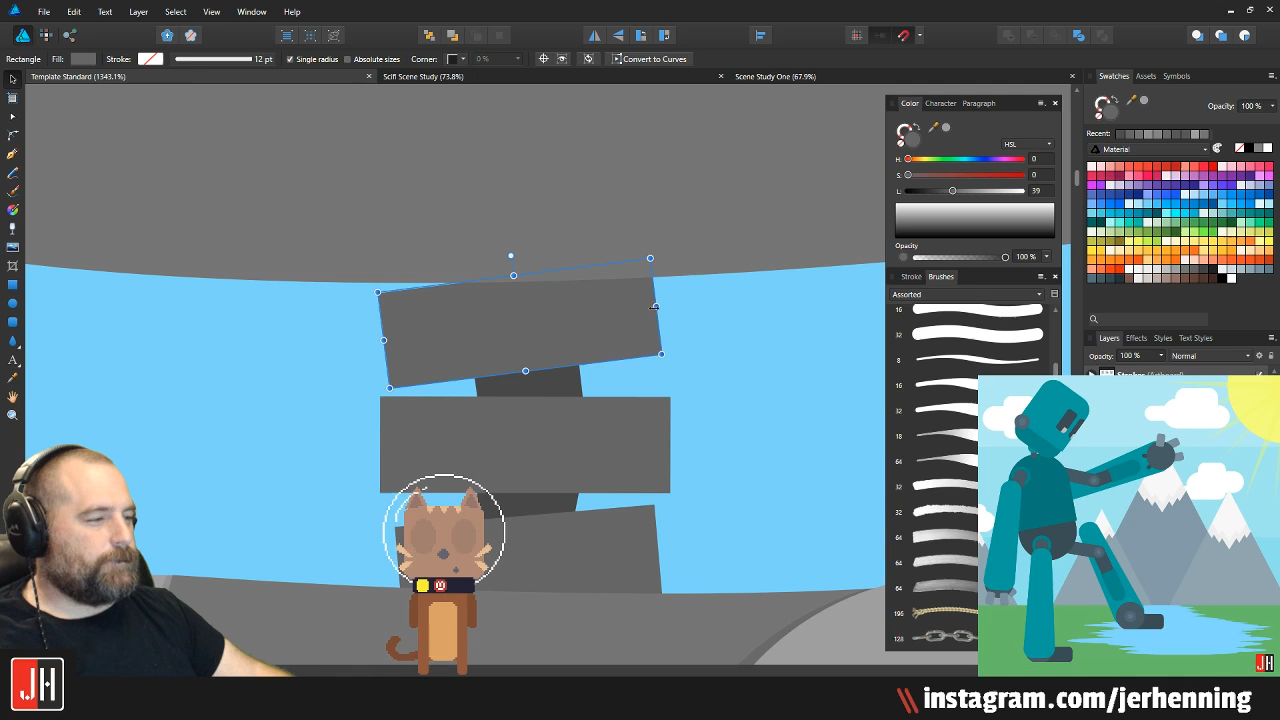 File Edit Text Layer Select View Window Help
Rectangle Fill: Stroke: 12 pt Single radius Absolute sizes Corner: 0 % Convert to Curves
Template Standard (1343.1%) Scifi Scene Study (73.8%) Scene Study One (67.9%)
Color Character Paragraph
HSL
H: 0
S: 0
L: 39
Opacity
100 %
Stroke Brushes
Assorted
16
32
8
16
32
18
64
32
32
64
64
64
196
128
Swatches Assets Symbols
Opacity: 100 %
Recent:
Material
Layers Effects Styles Text Styles
Opacity: 100 % Normal
JH
JH
instagram.com/jerhenning